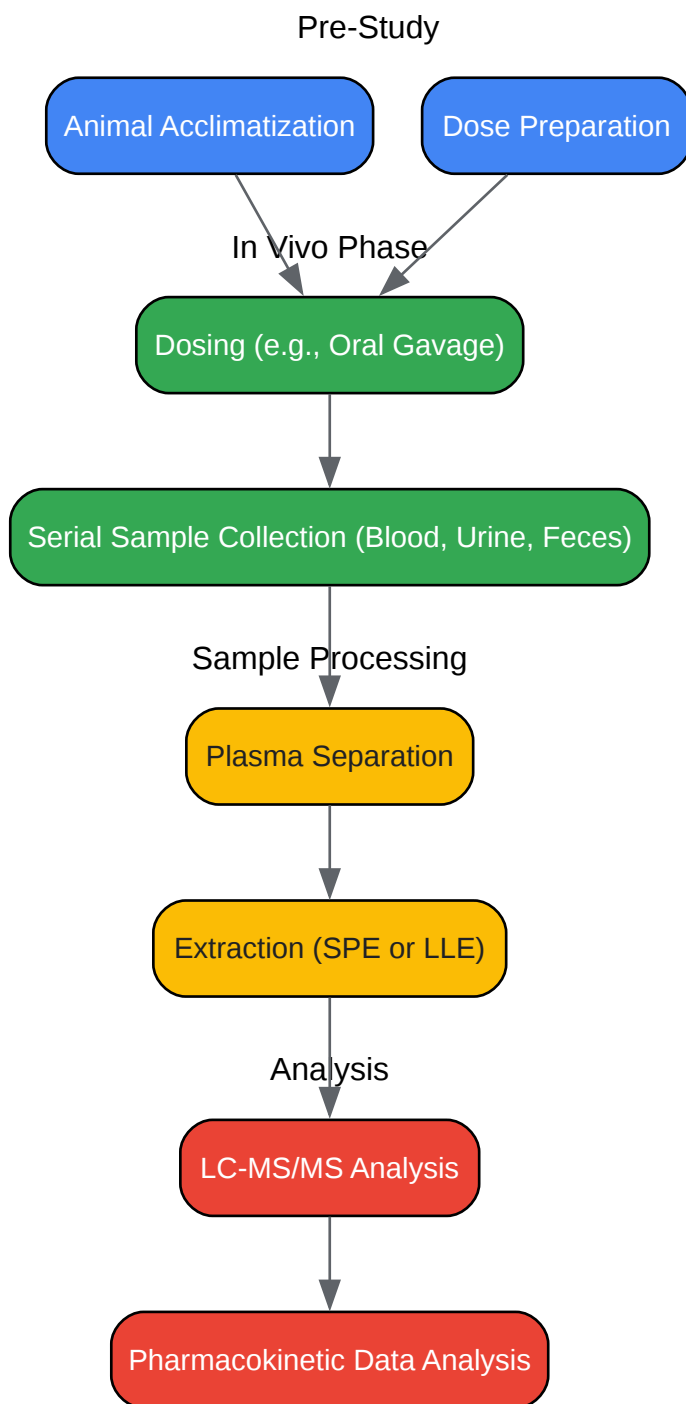 Pre-Study
Animal Acclimatization
Dose Preparation
In Vivo Phase
Dosing (e.g., Oral Gavage)
Serial Sample Collection (Blood, Urine, Feces)
Sample Processing
Plasma Separation
Extraction (SPE or LLE)
Analysis
LC-MS/MS Analysis
Pharmacokinetic Data Analysis